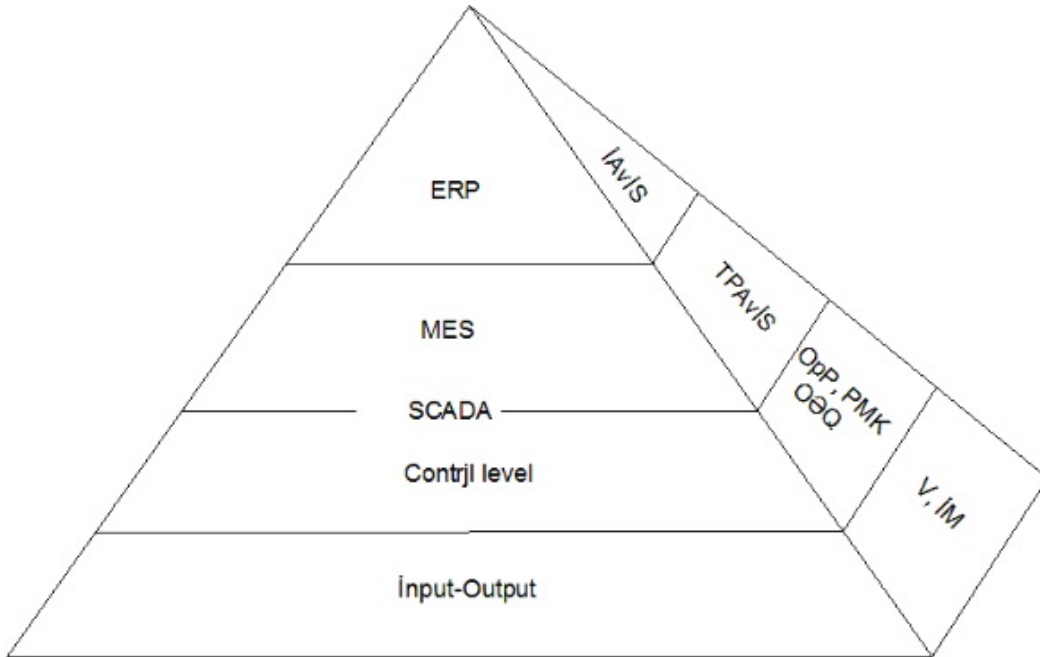 ERP
İAvİS
MES
TPAvİS
SCADA
OpP, PMK
OƏQ
Contrjl level
V, İM
İnput-Output